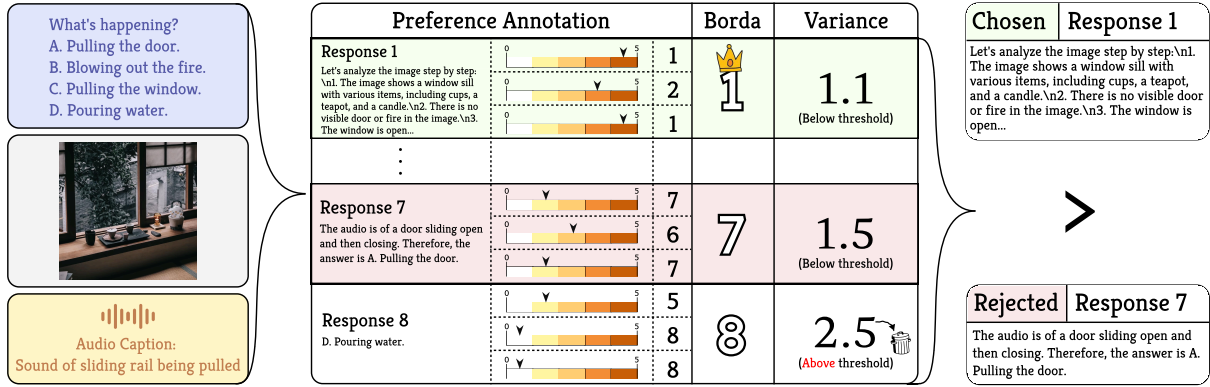 What's happening?
A. Pulling the door.
B. Blowing out the fire.
C. Pulling the window.
D. Pouring water.
Audio Caption:
Sound of sliding rail being pulled
Preference Annotation
Borda
Variance
Response 1
Let's analyze the image step by step:
\n1. The image shows a window sill
with various items, including cups, a
teapot, and a candle.\n2. There is no
visible door or fire in the image.\n3.
The window is open...
0 5
1
0 5
2
0 5
1
1
1.1
(Below threshold)
Response 7
The audio is of a door sliding open
and then closing. Therefore, the
answer is A. Pulling the door.
0 5
7
0 5
6
0 5
7
7
1.5
(Below threshold)
Response 8
D. Pouring water.
0 5
5
0 5
8
0 5
8
8
2.5
(Above threshold)
Chosen
Response 1
Let's analyze the image step by step:\n1.
The image shows a window sill with
various items, including cups, a teapot,
and a candle.\n2. There is no visible door
or fire in the image.\n3. The window is
open...
>
Rejected
Response 7
The audio is of a door sliding open and
then closing. Therefore, the answer is A.
Pulling the door.